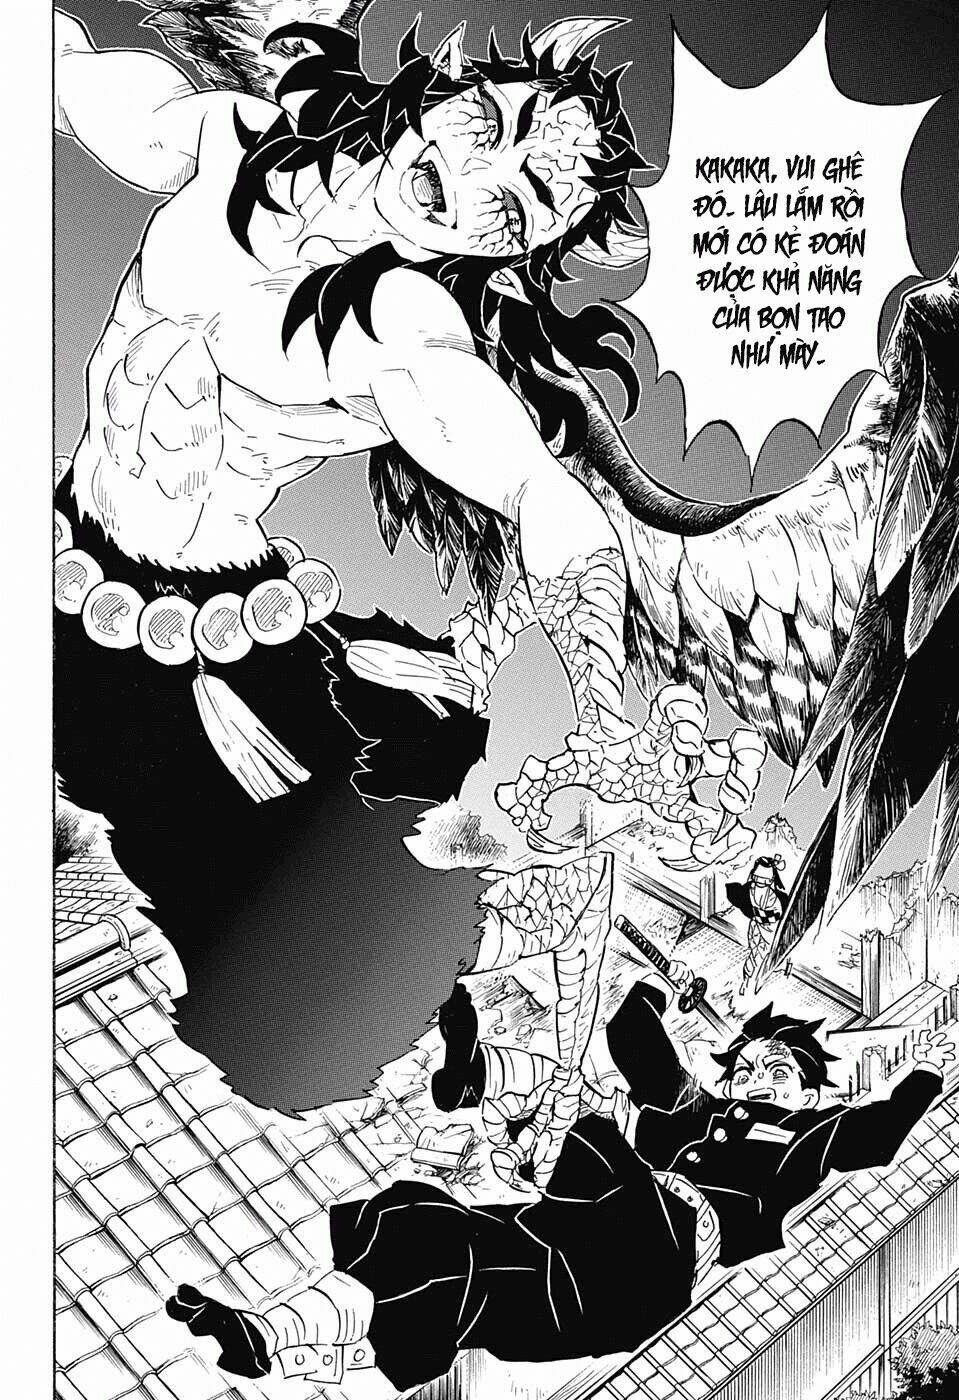 KAKAKA, VUI GHÊ
ĐÓ. LÂU LẮM RỒI
MỚI CÓ KẺ ĐOÁN
ĐƯỢC KHẢ NĂNG
CỦA BỌN TAO
NHƯ MÀY.